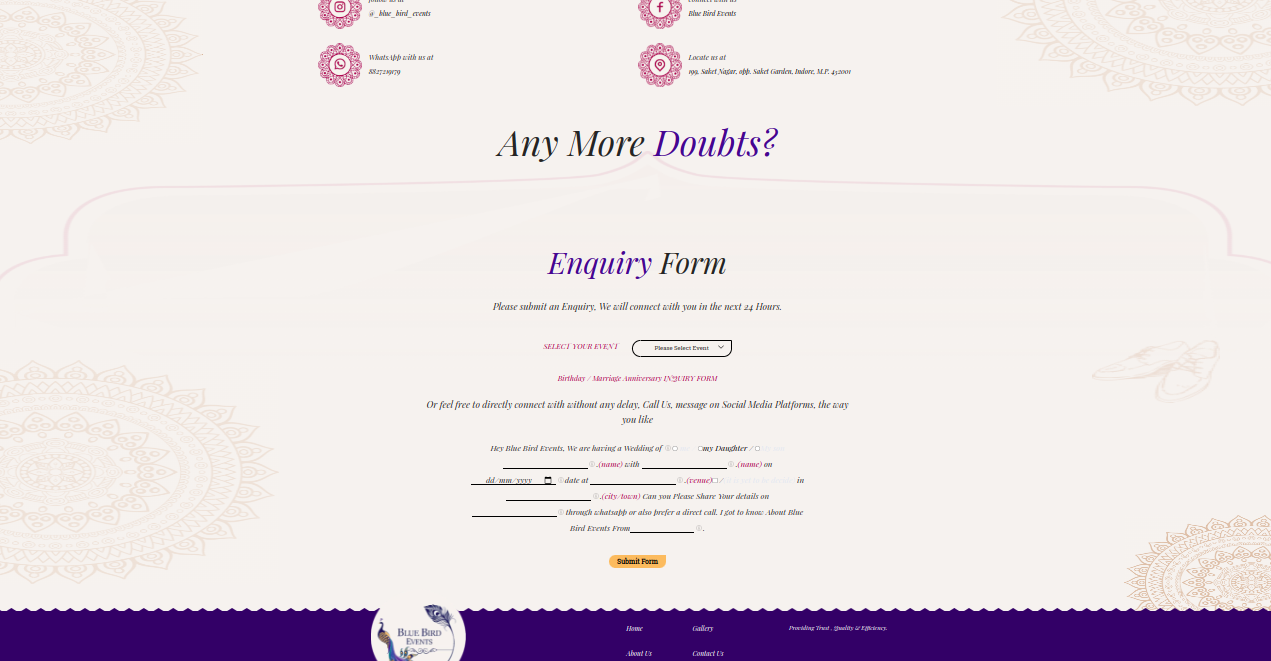 follow us at
@_blue_bird_events
connect with us
Blue Bird Events
WhatsApp with us at
8827219179
Locate us at
199, Saket Nagar, opp. Saket Garden, Indore, M.P. 452001
Any More Doubts?
Enquiry Form
Please submit an Enquiry, We will connect with you in the next 24 Hours.
SELECT YOUR EVENT
Please Select Event
Birthday / Marriage Anniversary INQUIRY FORM
Or feel free to directly connect with without any delay, Call Us, message on Social Media Platforms, the way
you like
Hey Blue Bird Events, We are having a Wedding of my Daughter /
.(name) with .(name) on
dd/mm/yyyy date at .(venue) / in
.(city/town) Can you Please Share Your details on
through whatsapp or also prefer a direct call. I got to know About Blue
Bird Events From .
Submit Form
BLUE BIRD
EVENTS
Home
Gallery
Providing Trust , Quality & Efficiency.
About Us
Contact Us